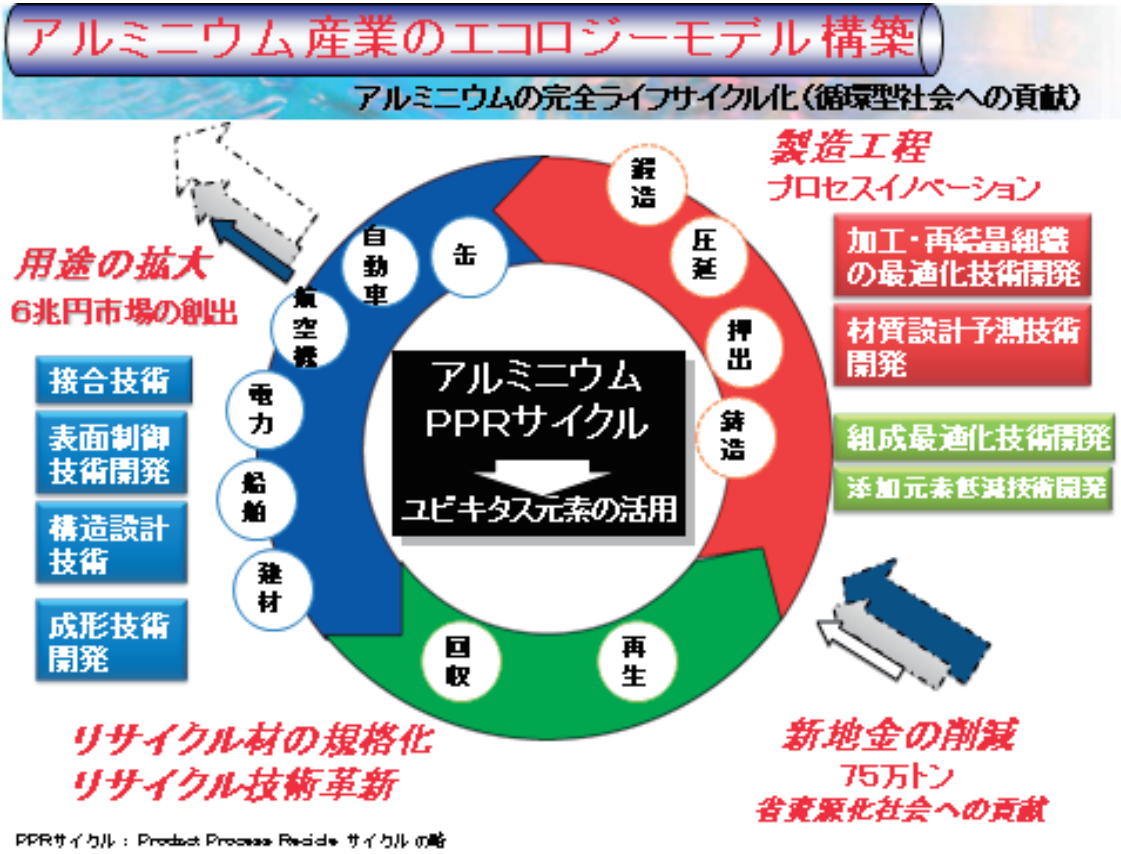 アルミニウム産業のエコロジーモデル構築
アルミニウムの完全ライフサイクル化(循環型社会への貢献)
製造工程
プロセスイノベーション
加工・再結晶組織
の最適化技術開発
材質設計予測技術
開発
組成最適化技術開発
添加元素低減技術開発
用途の拡大
6兆円市場の創出
接合技術
表面制御
技術開発
構造設計
技術
成形技術
開発
鍛造
圧延
押出
鋳造
缶
自動車
航空機
電力
船舶
建材
回収
再生
アルミニウム
PPRサイクル
ユビキタス元素の活用
リサイクル材の規格化
リサイクル技術革新
新地金の削減
75万トン
省資源化社会への貢献
PPRサイクル : Product Process Recicle サイクル の略